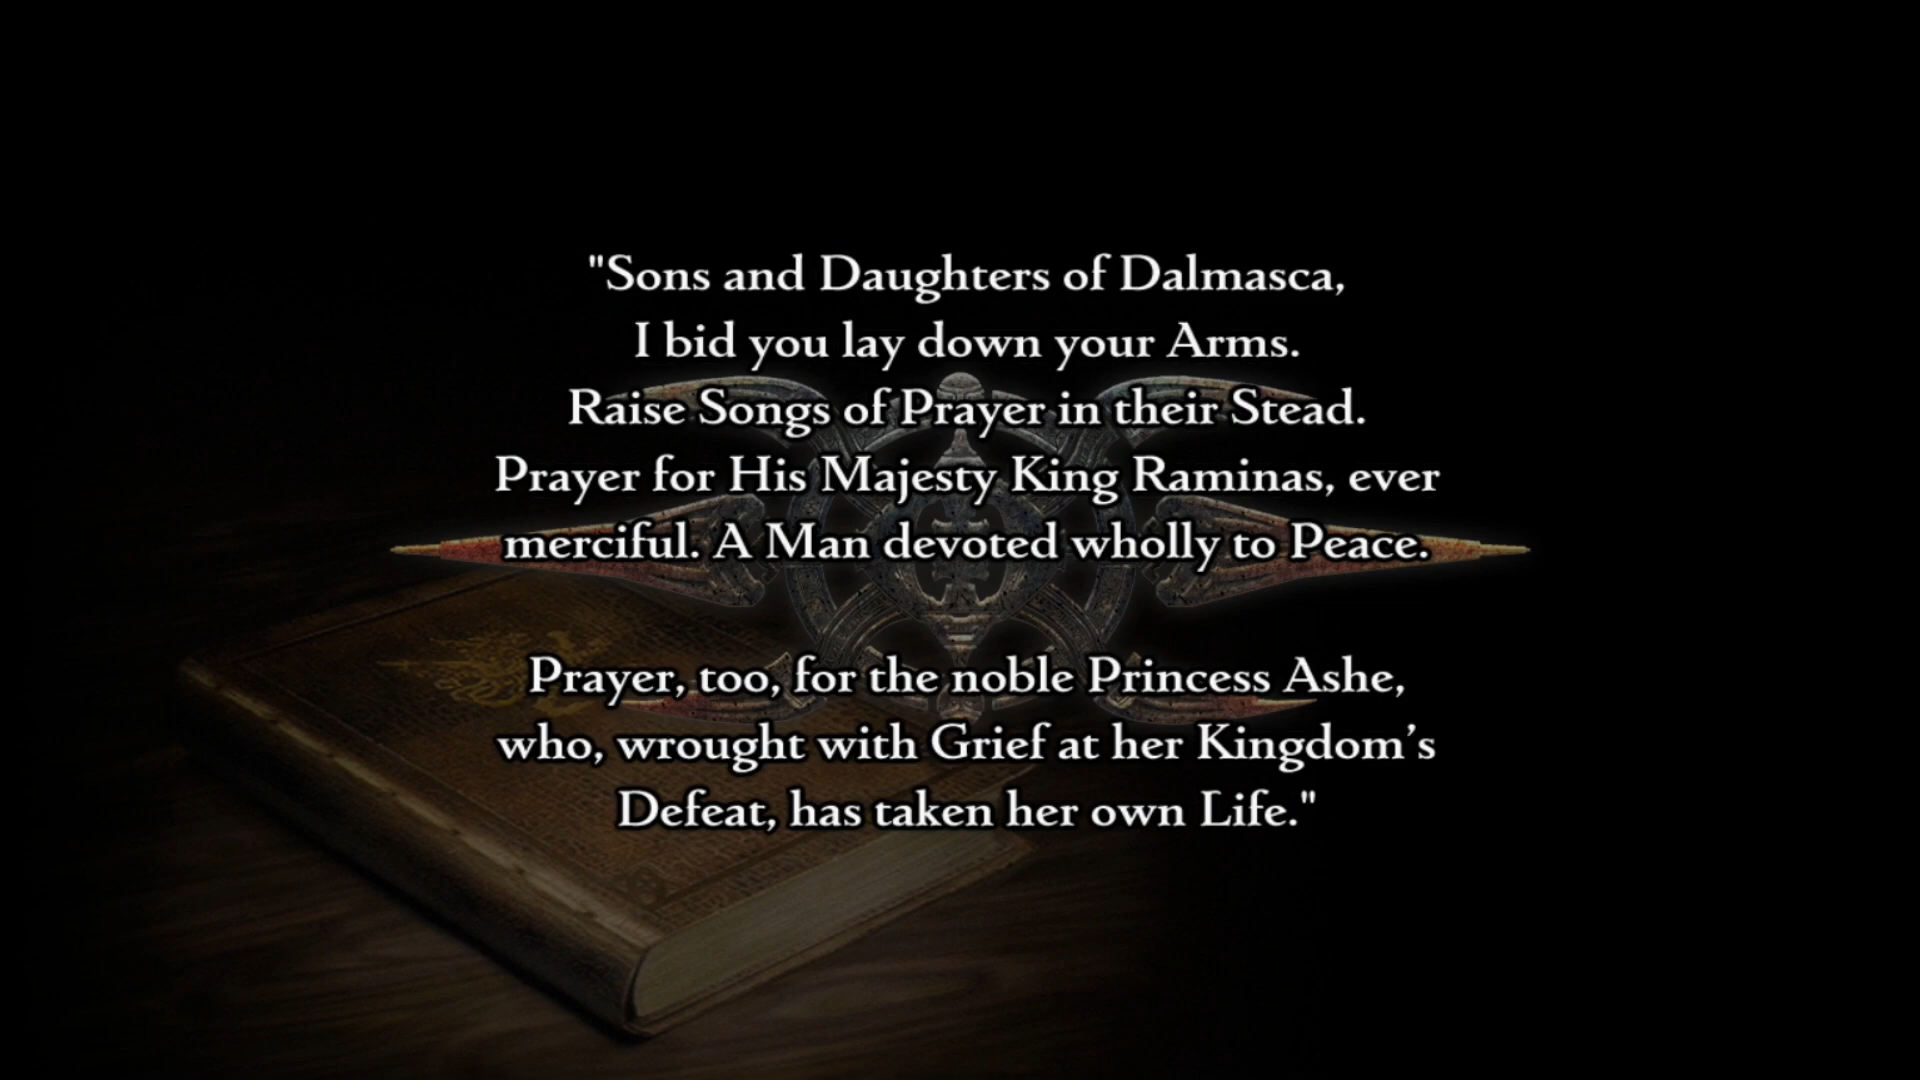 "Sons and Daughters of Dalmasca,
I bid you lay down your Arms.
Raise Songs of Prayer in their Stead.
Prayer for His Majesty King Raminas, ever
merciful. A Man devoted wholly to Peace.
Prayer, too, for the noble Princess Ashe,
who, wrought with Grief at her Kingdom’s
Defeat, has taken her own Life."